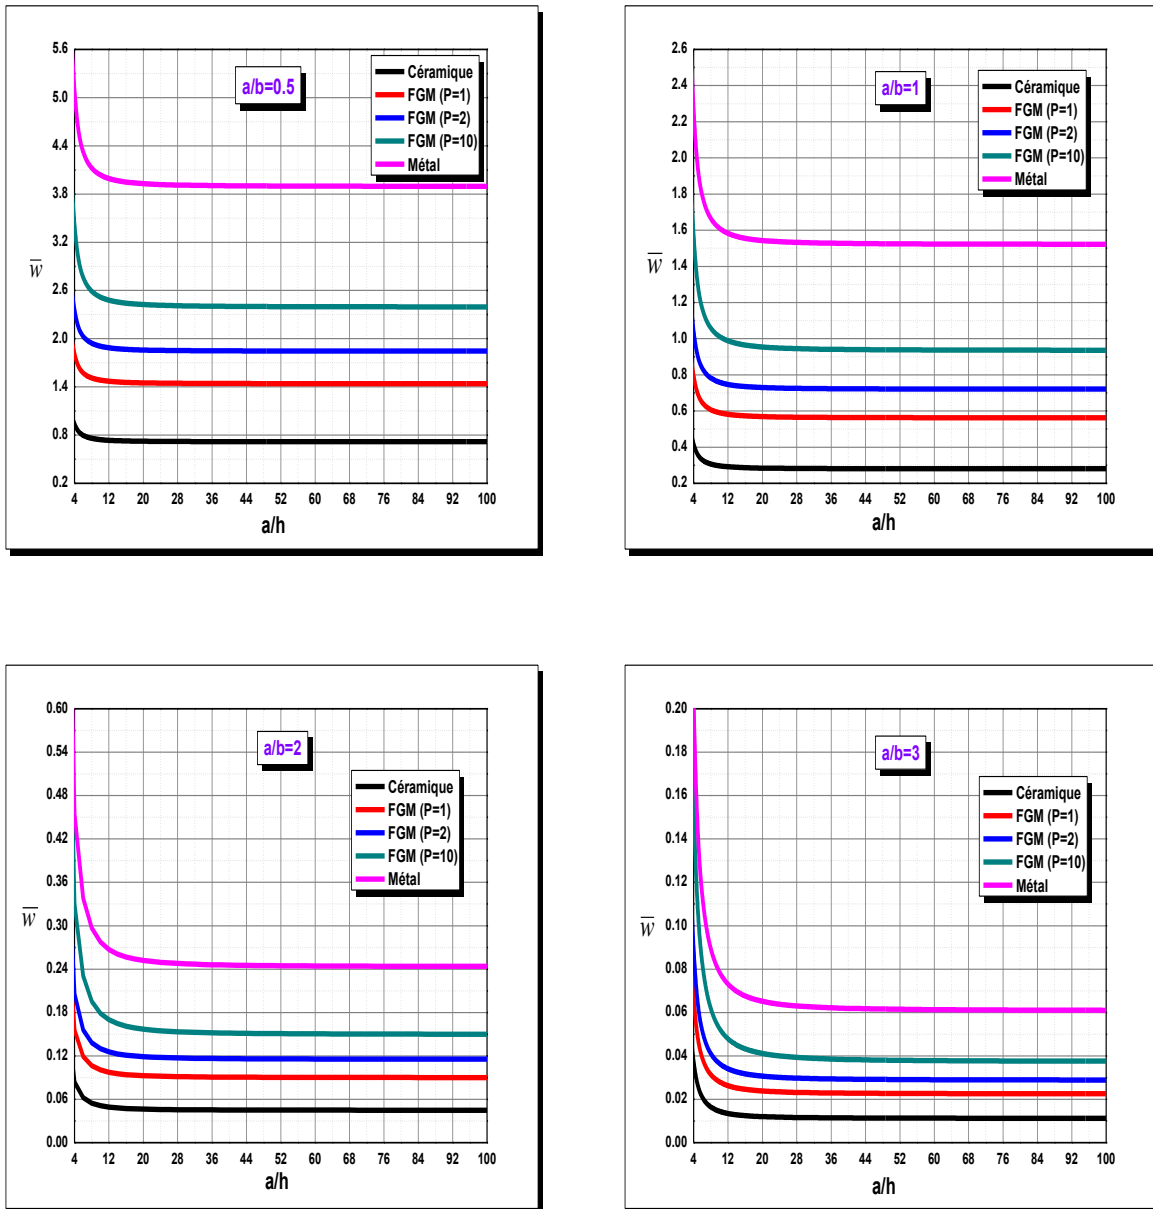 a/b=0.5
Céramique
FGM (P=1)
FGM (P=2)
FGM (P=10)
Métal
5.6
5.0
4.4
3.8
3.2
2.6
2.0
1.4
0.8
0.2
w̅
4 12 20 28 36 44 52 60 68 76 84 92 100
a/h
a/b=1
Céramique
FGM (P=1)
FGM (P=2)
FGM (P=10)
Métal
2.6
2.4
2.2
2.0
1.8
1.6
1.4
1.2
1.0
0.8
0.6
0.4
0.2
w̅
4 12 20 28 36 44 52 60 68 76 84 92 100
a/h
a/b=2
Céramique
FGM (P=1)
FGM (P=2)
FGM (P=10)
Métal
0.60
0.54
0.48
0.42
0.36
0.30
0.24
0.18
0.12
0.06
0.00
w̅
4 12 20 28 36 44 52 60 68 76 84 92 100
a/h
a/b=3
Céramique
FGM (P=1)
FGM (P=2)
FGM (P=10)
Métal
0.20
0.18
0.16
0.14
0.12
0.10
0.08
0.06
0.04
0.02
0.00
w̅
4 12 20 28 36 44 52 60 68 76 84 92 100
a/h